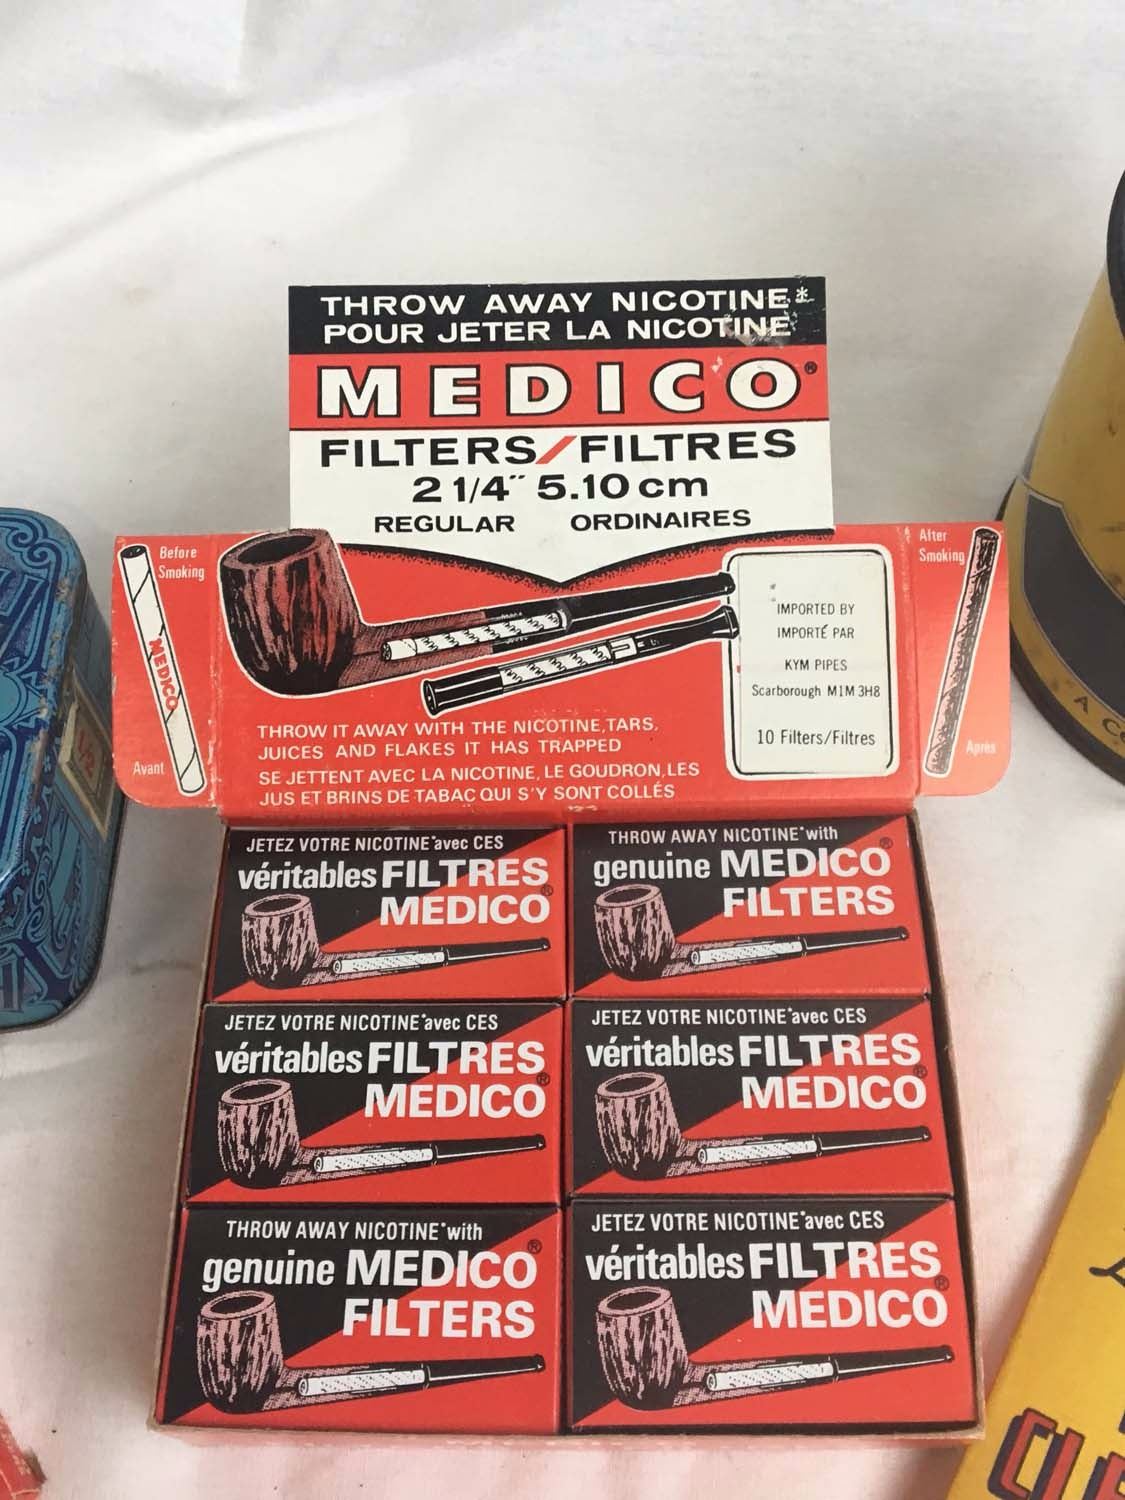 THROW AWAY NICOTINE*
POUR JETER LA NICOTINE
MEDICO®
FILTERS/FILTRES
2 1/4" 5.10 cm
REGULAR ORDINAIRES
Before
Smoking
MEDICO
Avant
After
Smoking
Après
IMPORTED BY
IMPORTÉ PAR
KYM PIPES
Scarborough M1M 3H8
10 Filters/Filtres
THROW IT AWAY WITH THE NICOTINE, TARS,
JUICES AND FLAKES IT HAS TRAPPED
SE JETTENT AVEC LA NICOTINE, LE GOUDRON, LES
JUS ET BRINS DE TABAC QUI S'Y SONT COLLÉS
JETEZ VOTRE NICOTINE*avec CES
véritables FILTRES
MEDICO®
THROW AWAY NICOTINE*with
genuine MEDICO®
FILTERS
JETEZ VOTRE NICOTINE*avec CES
véritables FILTRES
MEDICO®
JETEZ VOTRE NICOTINE*avec CES
véritables FILTRES
MEDICO®
THROW AWAY NICOTINE*with
genuine MEDICO®
FILTERS
JETEZ VOTRE NICOTINE*avec CES
véritables FILTRES
MEDICO®
1/2
A